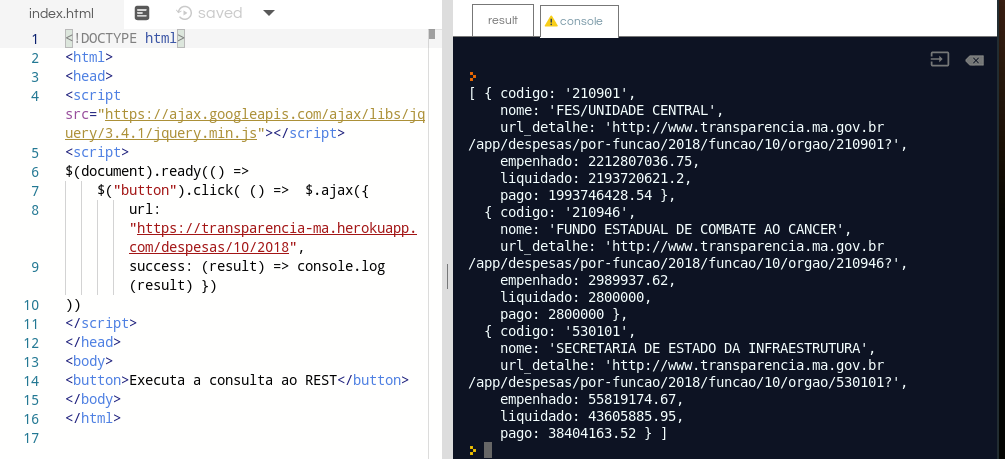 index.html
saved
result
console
1 <!DOCTYPE html>
2 <html>
3 <head>
4 <script
src="https://ajax.googleapis.com/ajax/libs/jq
uery/3.4.1/jquery.min.js"></script>
5 <script>
6 $(document).ready(() =>
7 $("button").click( () => $.ajax({
8 url:
"https://transparencia-ma.herokuapp.
com/despesas/10/2018",
9 success: (result) => console.log
(result) })
10 ))
11 </script>
12 </head>
13 <body>
14 <button>Executa a consulta ao REST</button>
15 </body>
16 </html>
17
[ { codigo: '210901',
nome: 'FES/UNIDADE CENTRAL',
url_detalhe: 'http://www.transparencia.ma.gov.br
/app/despesas/por-funcao/2018/funcao/10/orgao/210901?',
empenhado: 2212807036.75,
liquidado: 2193720621.2,
pago: 1993746428.54 },
{ codigo: '210946',
nome: 'FUNDO ESTADUAL DE COMBATE AO CANCER',
url_detalhe: 'http://www.transparencia.ma.gov.br
/app/despesas/por-funcao/2018/funcao/10/orgao/210946?',
empenhado: 2989937.62,
liquidado: 2800000,
pago: 2800000 },
{ codigo: '530101',
nome: 'SECRETARIA DE ESTADO DA INFRAESTRUTURA',
url_detalhe: 'http://www.transparencia.ma.gov.br
/app/despesas/por-funcao/2018/funcao/10/orgao/530101?',
empenhado: 55819174.67,
liquidado: 43605885.95,
pago: 38404163.52 } ]